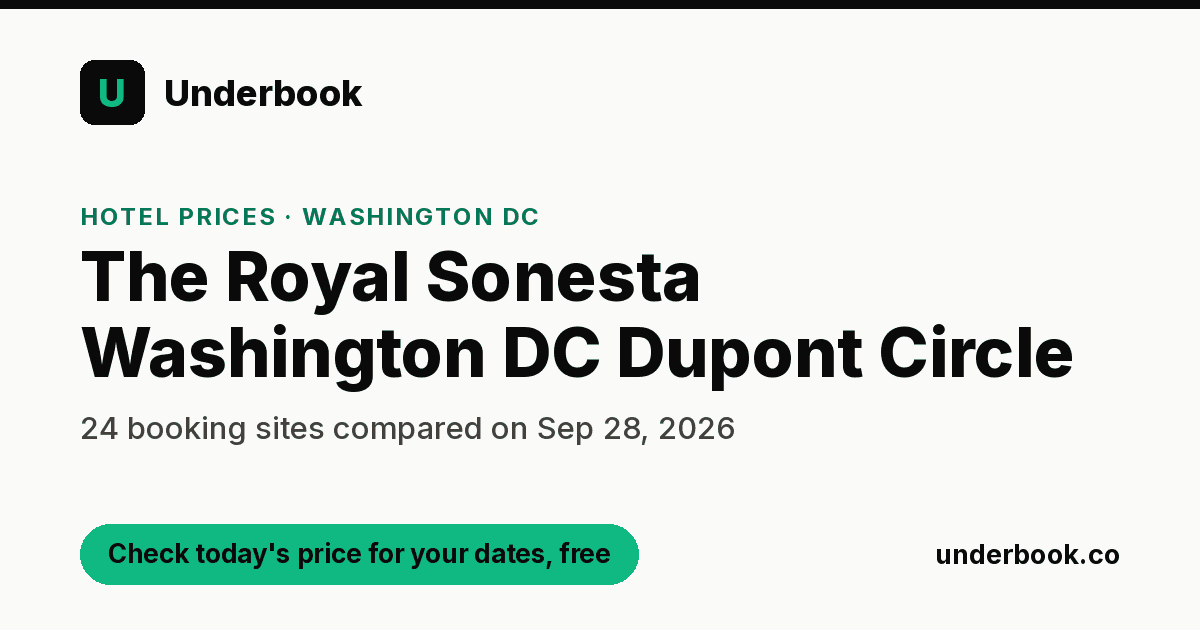 U
Underbook
HOTEL PRICES · WASHINGTON DC
The Royal Sonesta
Washington DC Dupont Circle
24 booking sites compared on Sep 28, 2026
Check today's price for your dates, free
underbook.co